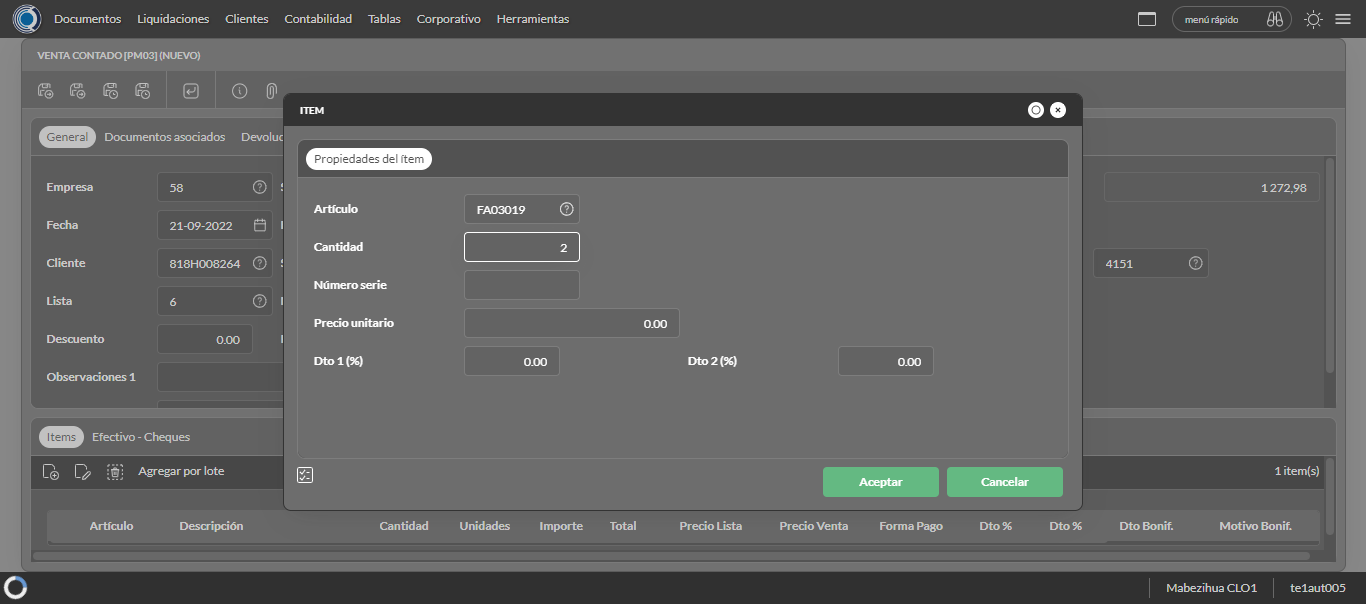 Documentos Liquidaciones Clientes Contabilidad Tablas Corporativo Herramientas menú rápido
VENTA CONTADO [PM03] (NUEVO)
ITEM
General Documentos asociados Devoluc
Propiedades del ítem
Empresa 58 1 272,98
Artículo FA03019
Fecha 21-09-2022
Cantidad 2
Cliente 818H008264 4151
Número serie
Lista 6
Precio unitario 0.00
Descuento 0.00
Dto 1 (%) 0.00 Dto 2 (%) 0.00
Observaciones 1
Items Efectivo - Cheques
Agregar por lote 1 item(s)
Aceptar Cancelar
Artículo Descripción Cantidad Unidades Importe Total Precio Lista Precio Venta Forma Pago Dto % Dto % Dto Bonif. Motivo Bonif.
Mabezihua CLO1 te1aut005